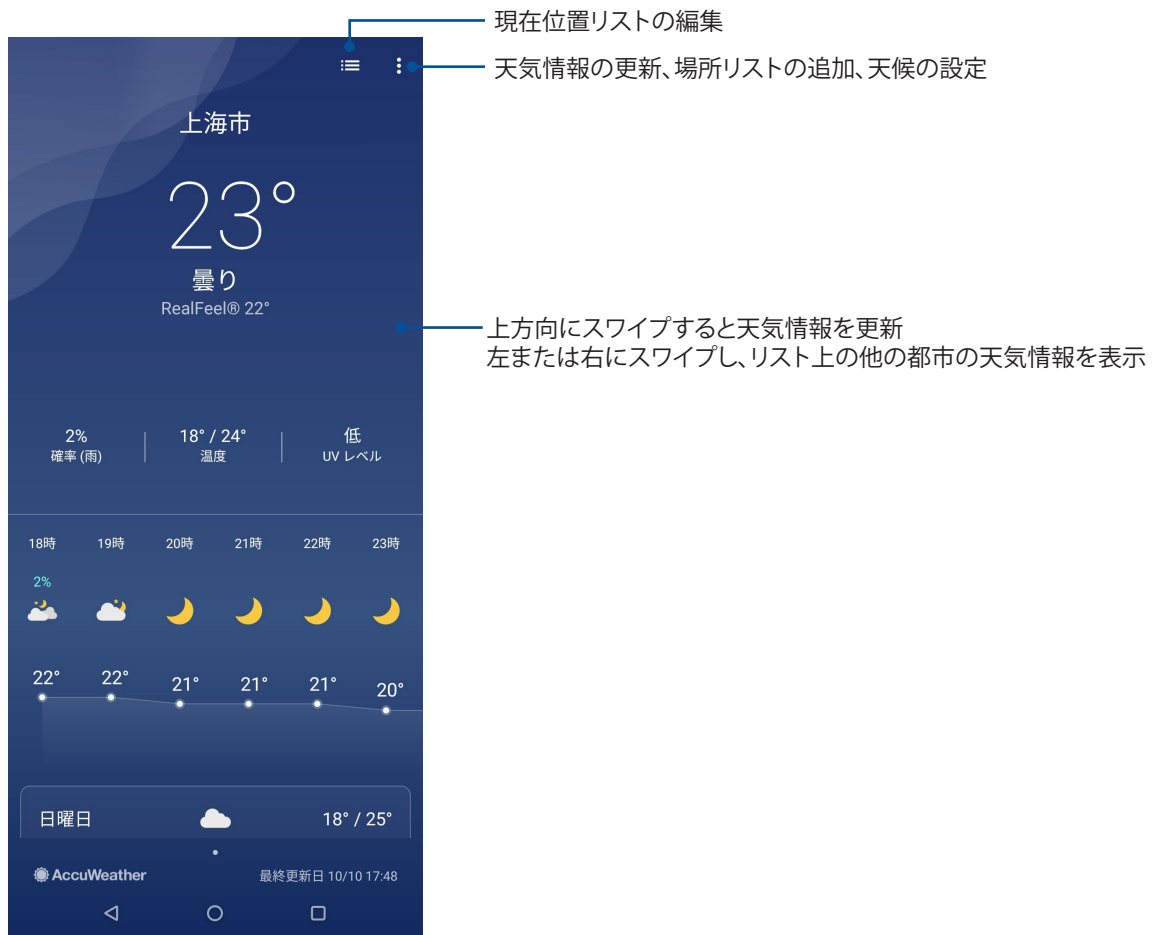 現在位置リストの編集
天気情報の更新、場所リストの追加、天候の設定
上海市
23°
曇り
RealFeel® 22°
上方向にスワイプすると天気情報を更新
左または右にスワイプし、リスト上の他の都市の天気情報を表示
2% 18° / 24° 低
確率 (雨) 温度 UV レベル
18時 19時 20時 21時 22時 23時
2%
22° 22° 21° 21° 21° 20°
日曜日 18° / 25°
AccuWeather 最終更新日 10/10 17:48